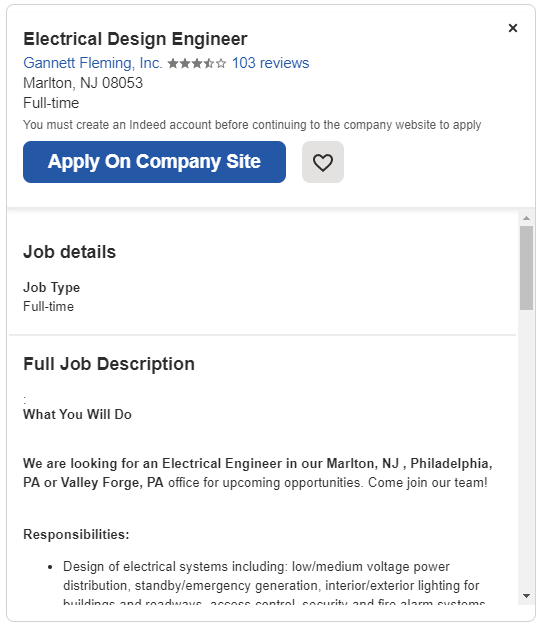 Electrical Design Engineer
Gannett Fleming, Inc. 103 reviews
Marlton, NJ 08053
Full-time
You must create an Indeed account before continuing to the company website to apply
Apply On Company Site
Job details
Job Type
Full-time
Full Job Description
:
What You Will Do
We are looking for an Electrical Engineer in our Marlton, NJ , Philadelphia,
PA or Valley Forge, PA office for upcoming opportunities. Come join our team!
Responsibilities:
• Design of electrical systems including: low/medium voltage power
distribution, standby/emergency generation, interior/exterior lighting for
buildings and roadways, access control, security and fire alarm systems,